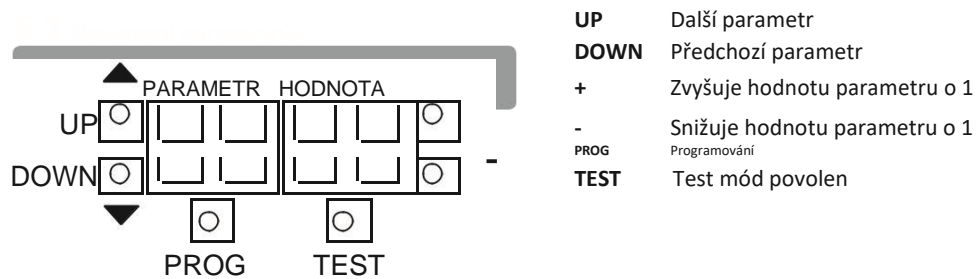 UP Další parametr
DOWN Předchozí parametr
+ Zvyšuje hodnotu parametru o 1
- Snižuje hodnotu parametru o 1
PROG Programování
TEST Test mód povolen
PARAMETR HODNOTA
UP
DOWN -
PROG TEST